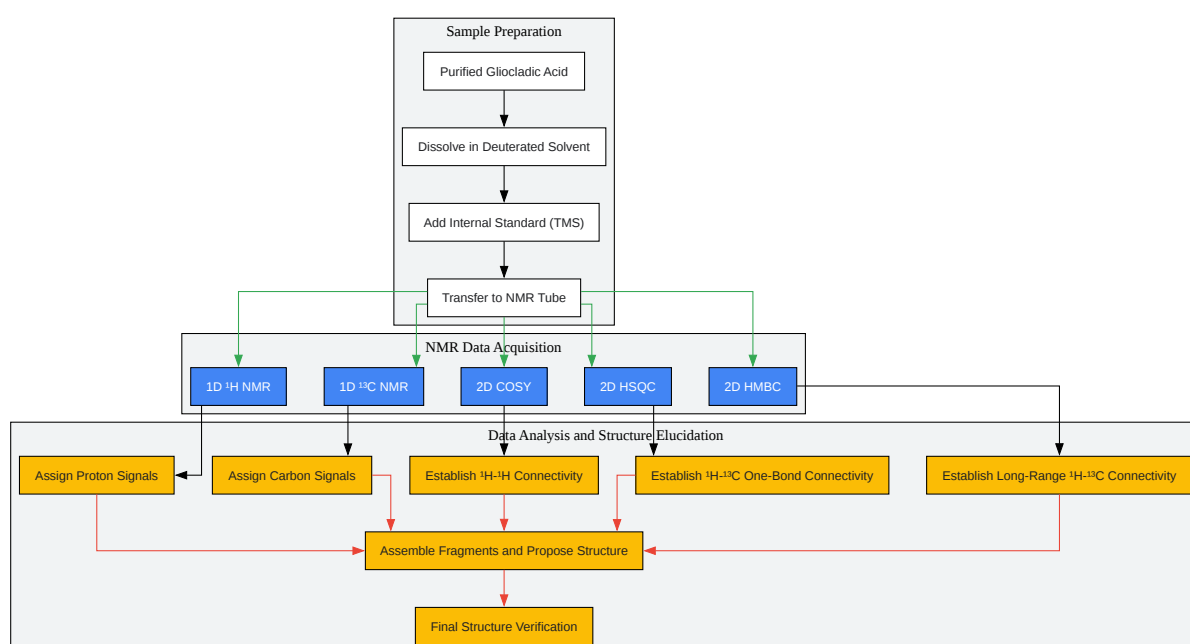 Sample Preparation
Purified Gliocladic Acid
Dissolve in Deuterated Solvent
Add Internal Standard (TMS)
Transfer to NMR Tube
NMR Data Acquisition
1D ¹H NMR
1D ¹³C NMR
2D COSY
2D HSQC
2D HMBC
Data Analysis and Structure Elucidation
Assign Proton Signals
Assign Carbon Signals
Establish ¹H-¹H Connectivity
Establish ¹H-¹³C One-Bond Connectivity
Establish Long-Range ¹H-¹³C Connectivity
Assemble Fragments and Propose Structure
Final Structure Verification